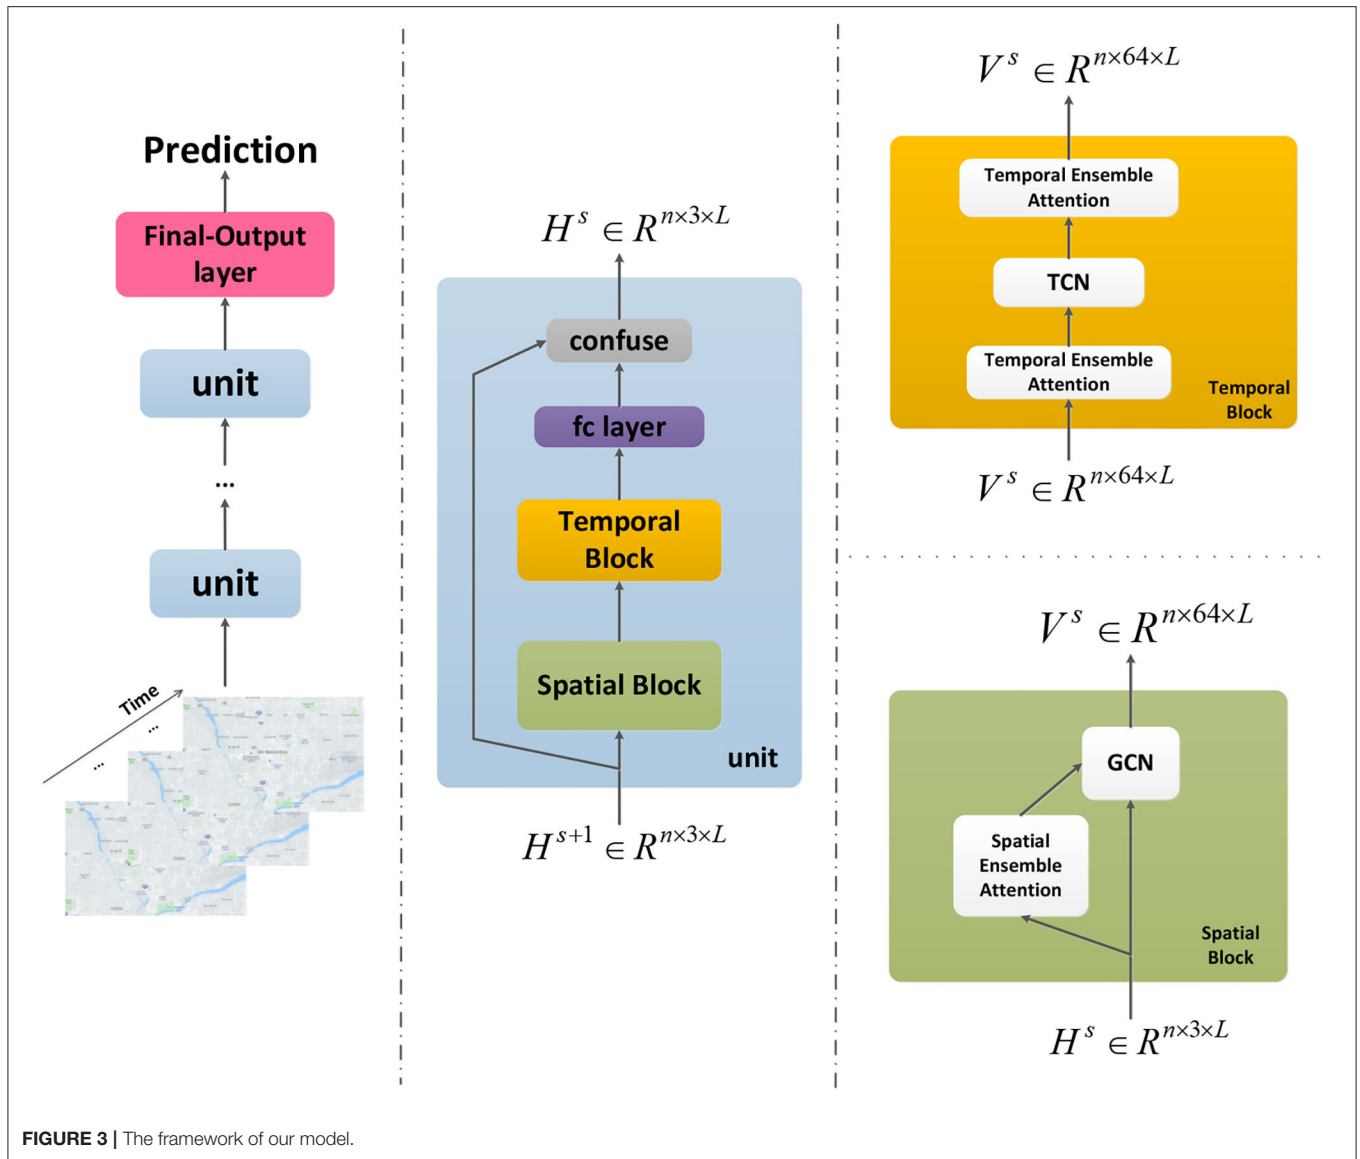 Prediction
Final-Output
layer
unit
...
unit
Time
...
...
H^s ∈ R^{n×3×L}
confuse
fc layer
Temporal
Block
Spatial Block
unit
H^{s+1} ∈ R^{n×3×L}
V^s ∈ R^{n×64×L}
Temporal Ensemble
Attention
TCN
Temporal Ensemble
Attention
Temporal
Block
V^s ∈ R^{n×64×L}
V^s ∈ R^{n×64×L}
GCN
Spatial
Ensemble
Attention
Spatial
Block
H^s ∈ R^{n×3×L}
FIGURE 3 | The framework of our model.